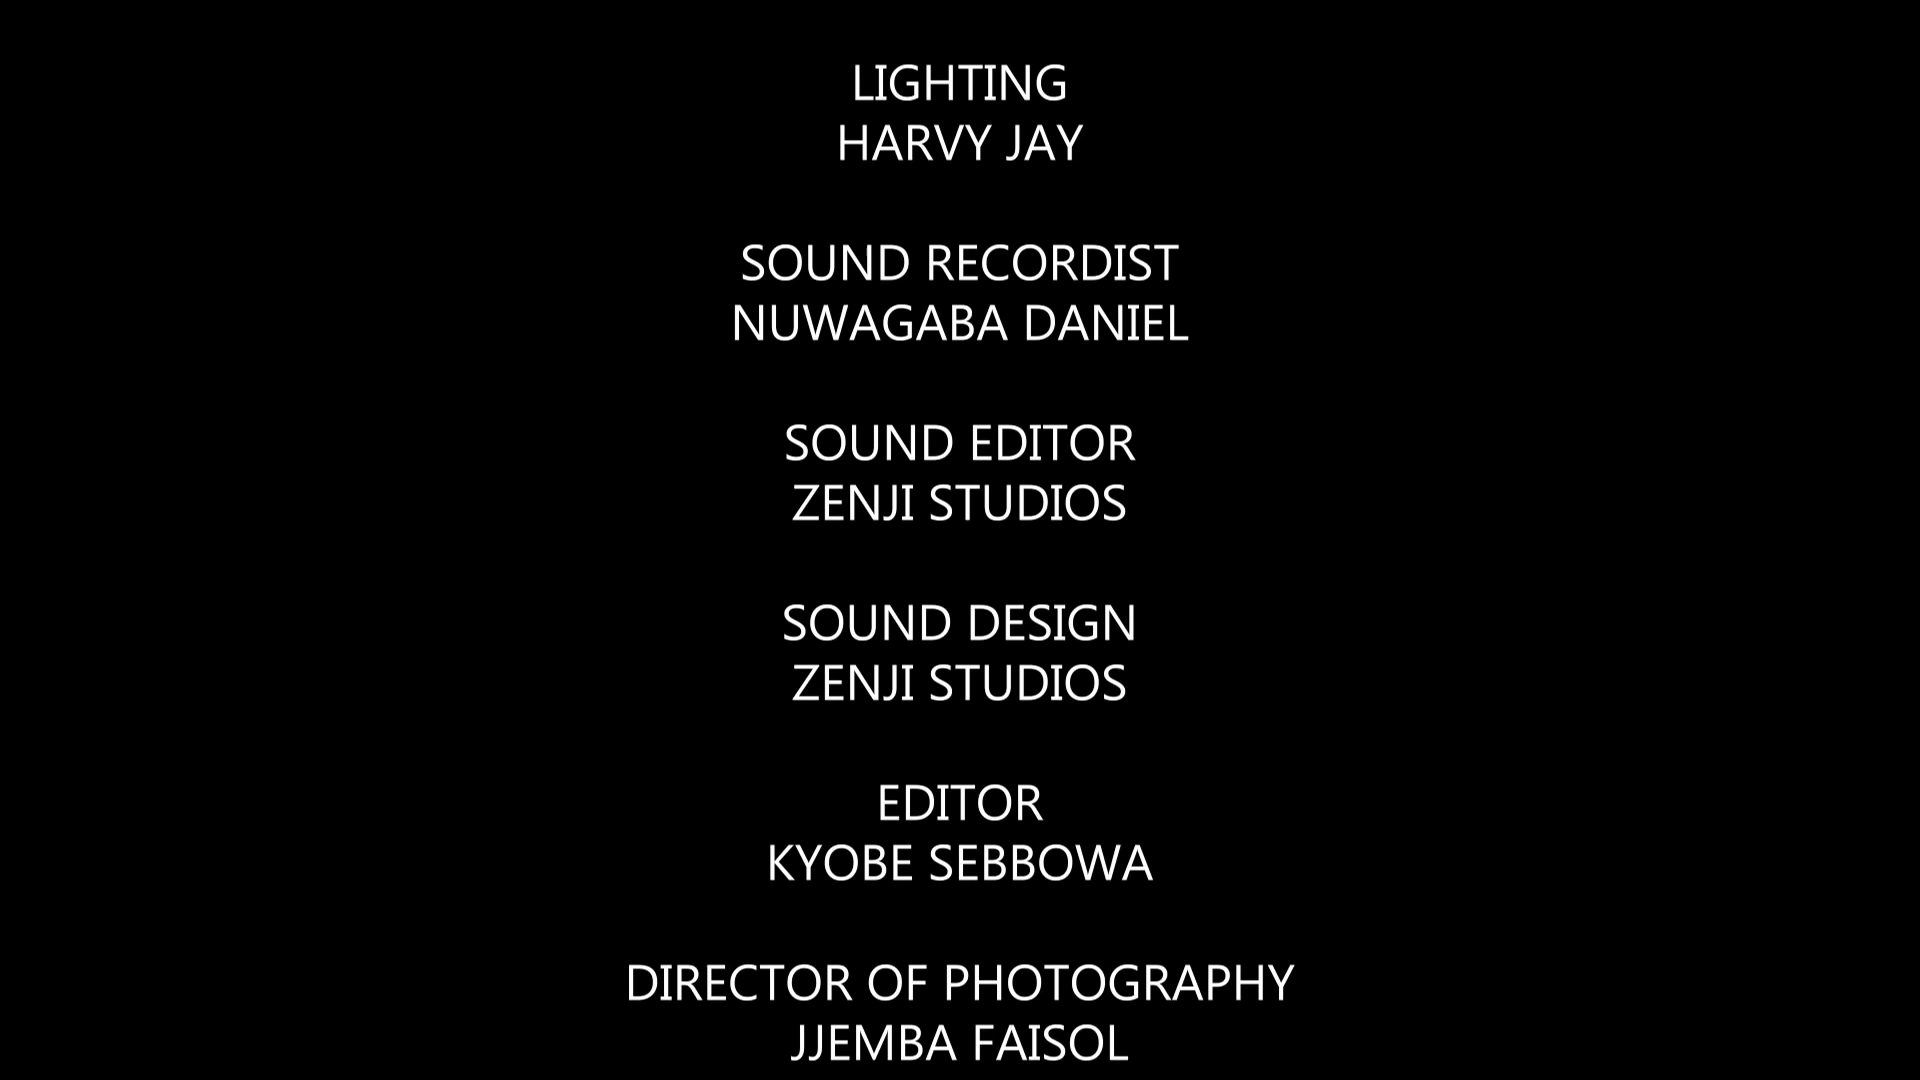 LIGHTING
HARVY JAY
SOUND RECORDIST
NUWAGABA DANIEL
SOUND EDITOR
ZENJI STUDIOS
SOUND DESIGN
ZENJI STUDIOS
EDITOR
KYOBE SEBBOWA
DIRECTOR OF PHOTOGRAPHY
JJEMBA FAISOL